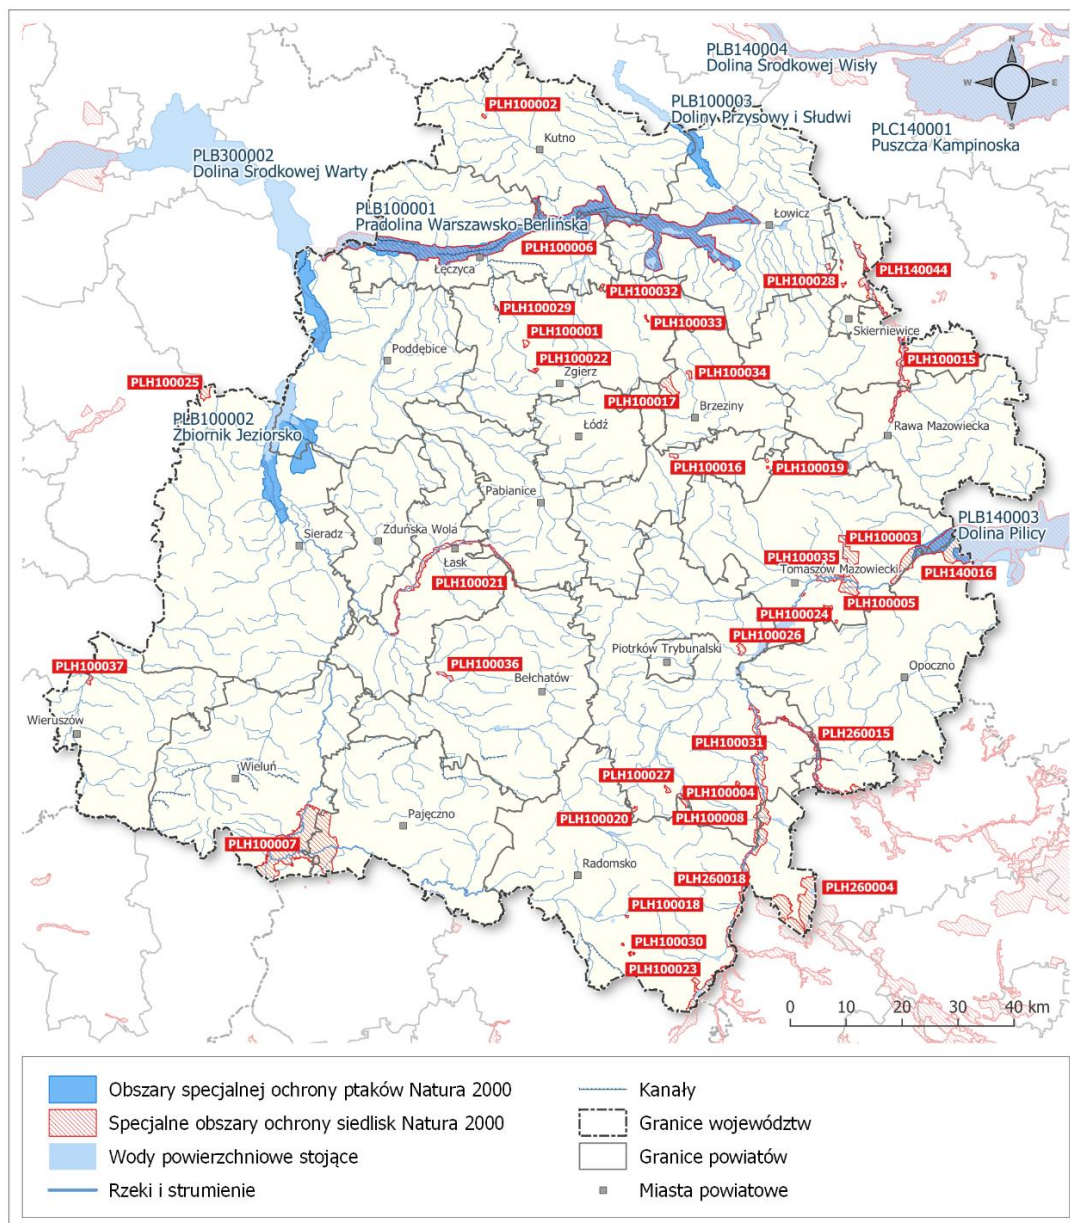 PLB140004
Dolina Środkowej Wisły
N
W
E
S
PLH100002
PLB100003
Doliny Przysowy i Słudwi
PLC140001
Puszcza Kampinoska
Kutno
PLB300002
Dolina Środkowej Warty
PLB100001
Pradolina Warszawsko-Berlińska
Łowicz
PLH100006
Łęczyca
PLH140044
PLH100028
PLH100032
PLH100029
PLH100033
PLH100001
Skierniewice
Poddębice
PLH100022
PLH100015
PLH100034
Zgierz
PLH100025
PLH100017
Brzeziny
PLB100002
Zbiornik Jeziorsko
Łódź
Rawa Mazowiecka
PLH100016
PLH100019
Pabianice
PLB140003
Dolina Pilicy
Sieradz
Zduńska Wola
PLH100003
Łask
PLH100035
Tomaszów Mazowiecki
PLH140016
PLH100021
PLH100005
PLH100024
PLH100026
Piotrków Trybunalski
PLH100037
PLH100036
Opoczno
Bełchatów
Wieruszów
PLH260015
PLH100031
Wieluń
PLH100027
PLH100004
PLH100020
PLH100008
Pajęczno
PLH100007
Radomsko
PLH260018
PLH260004
PLH100018
PLH100030
PLH100023
0 10 20 30 40 km
Obszary specjalnej ochrony ptaków Natura 2000
Specjalne obszary ochrony siedlisk Natura 2000
Wody powierzchniowe stojące
Rzeki i strumienie
Kanały
Granice województw
Granice powiatów
Miasta powiatowe